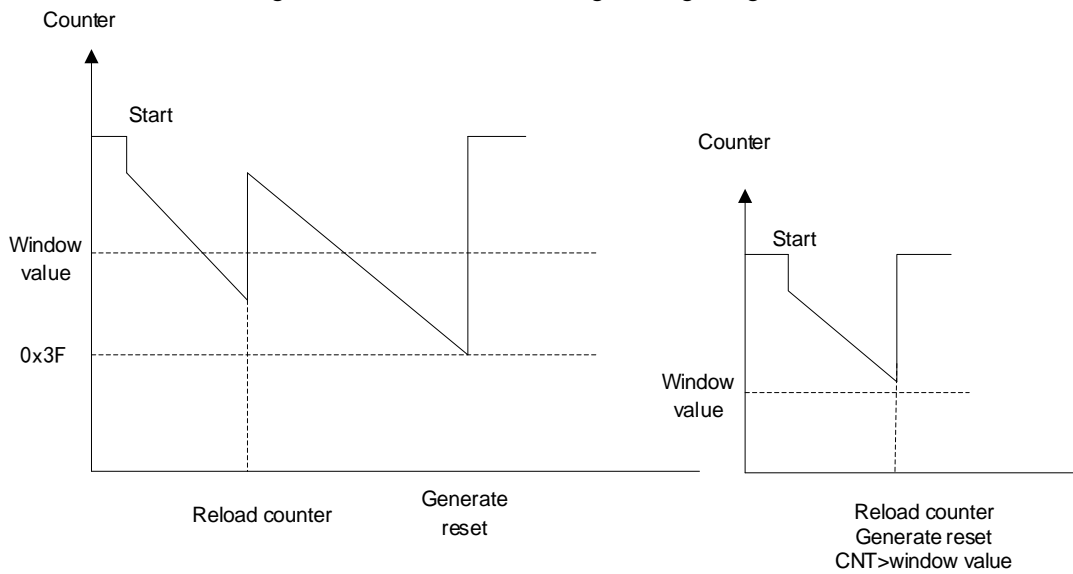 Counter
Start
Window
value
0x3F
Reload counter
Generate
reset
Counter
Start
Window
value
Reload counter
Generate reset
CNT>window value